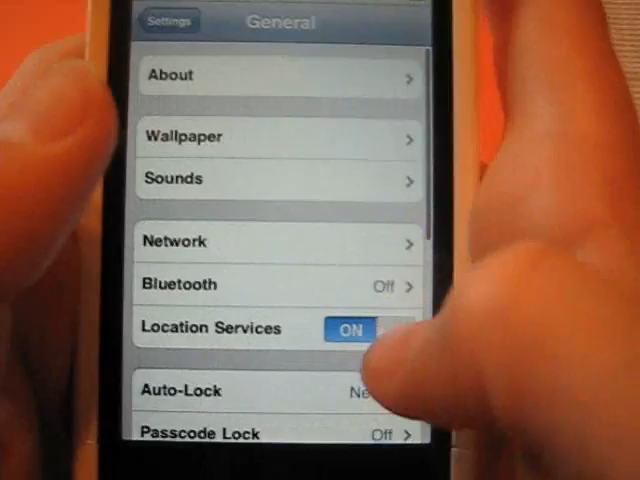 Settings
General
About
Wallpaper
Sounds
Network
Bluetooth Off
Location Services ON
Auto-Lock
Passcode Lock Off